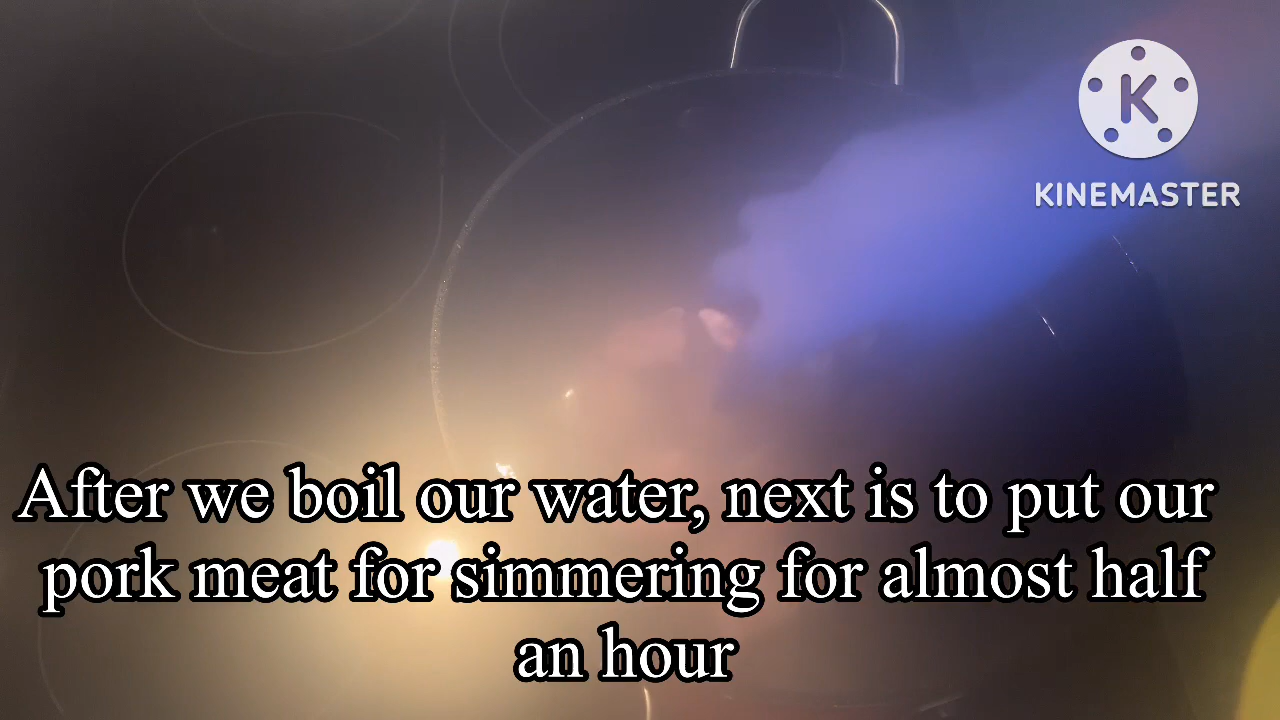 K
KINEMASTER
After we boil our water, next is to put our
pork meat for simmering for almost half
an hour